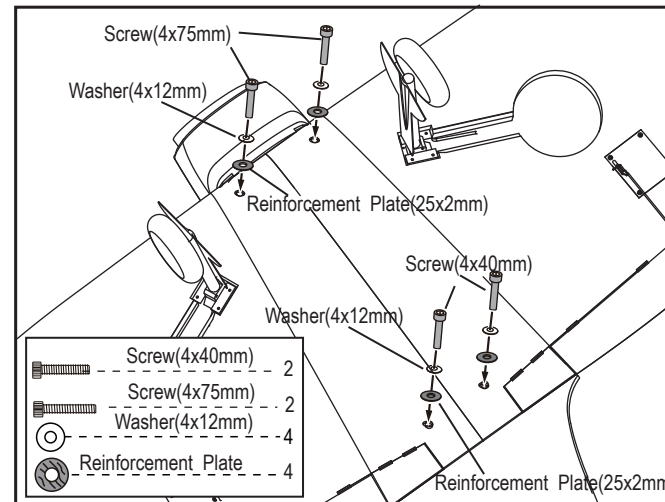 Screw(4x75mm)
Washer(4x12mm)
Reinforcement Plate(25x2mm)
Screw(4x40mm)
Washer(4x12mm)
Reinforcement Plate(25x2mm
Screw(4x40mm) 2
Screw(4x75mm) 2
Washer(4x12mm) 4
Reinforcement Plate 4